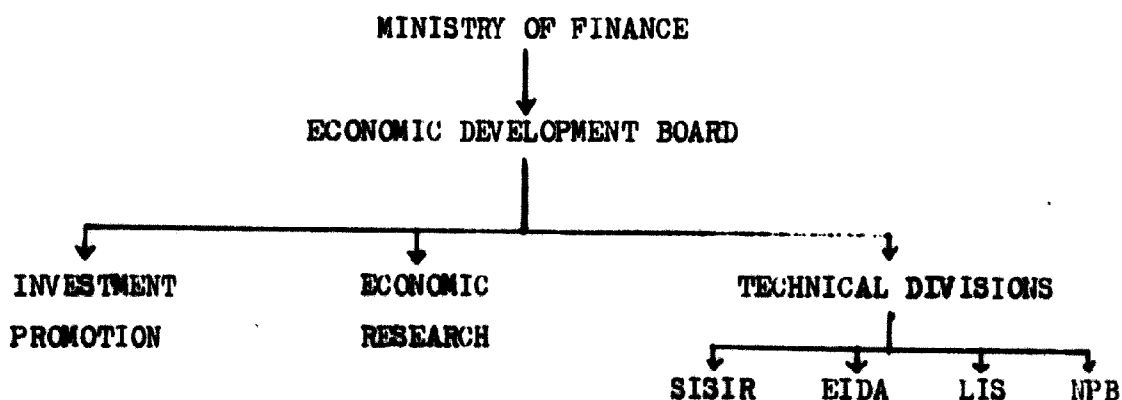 MINISTRY OF FINANCE
ECONOMIC DEVELOPMENT BOARD
INVESTMENT
PROMOTION
ECONOMIC
RESEARCH
TECHNICAL DIVISIONS
SISIR EIDA LIS NPB